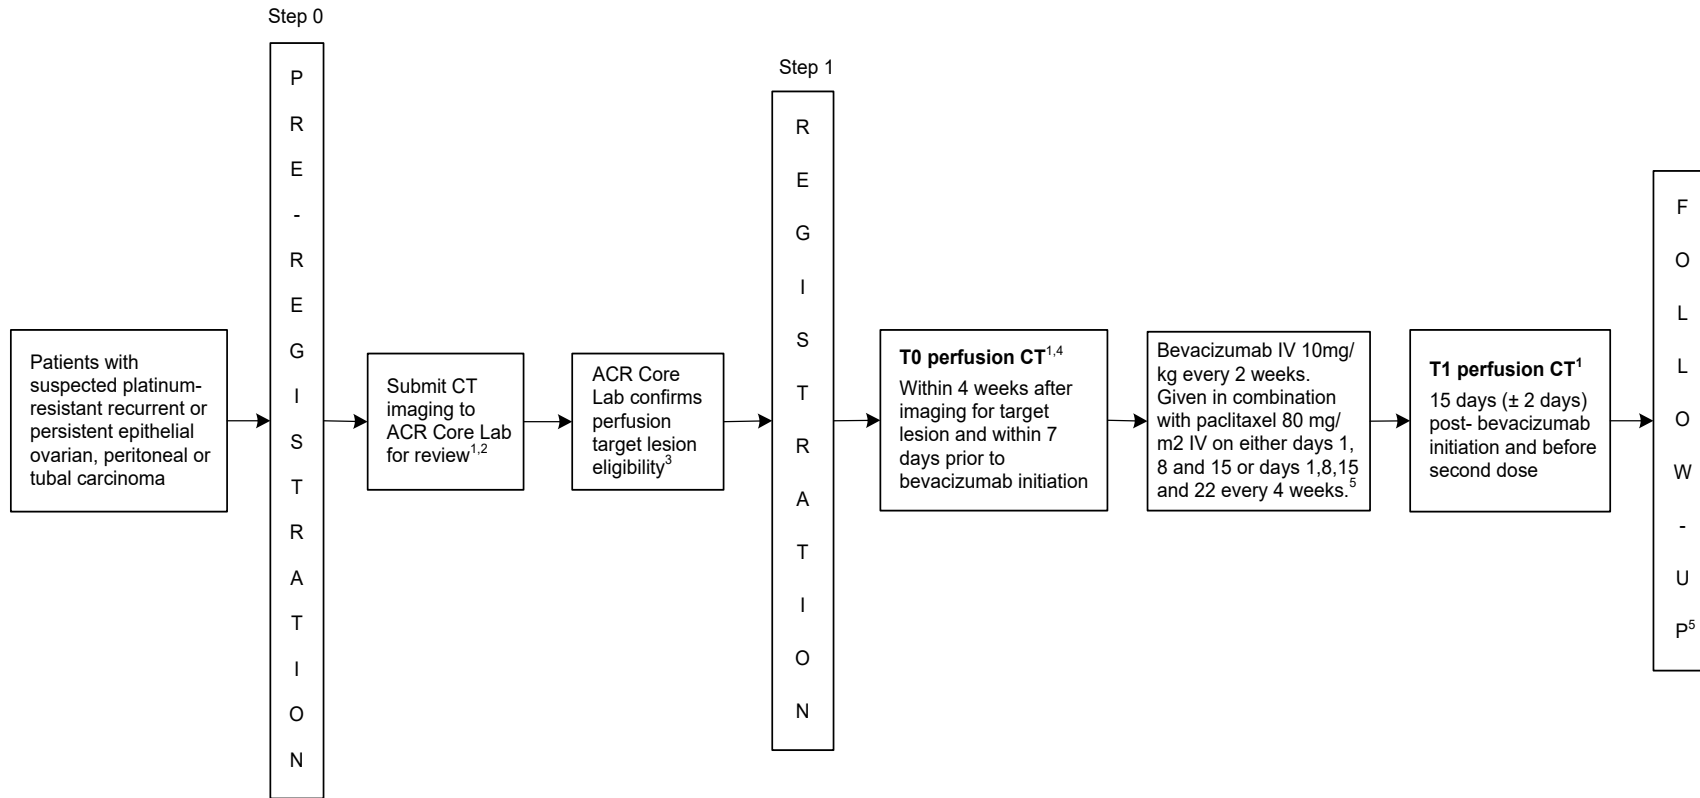 Step 0
PRE-REGISTRATION
Step 1
REGISTRATION
Patients with
suspected platinum-
resistant recurrent or
persistent epithelial
ovarian, peritoneal or
tubal carcinoma
Submit CT
imaging to
ACR Core Lab
for review1,2
ACR Core
Lab confirms
perfusion
target lesion
eligibility3
T0 perfusion CT1,4
Within 4 weeks after
imaging for target
lesion and within 7
days prior to
bevacizumab initiation
Bevacizumab IV 10mg/
kg every 2 weeks.
Given in combination
with paclitaxel 80 mg/
m2 IV on either days 1,
8 and 15 or days 1,8,15
and 22 every 4 weeks.5
T1 perfusion CT1
15 days (± 2 days)
post- bevacizumab
initiation and before
second dose
FOLLOW-UP5